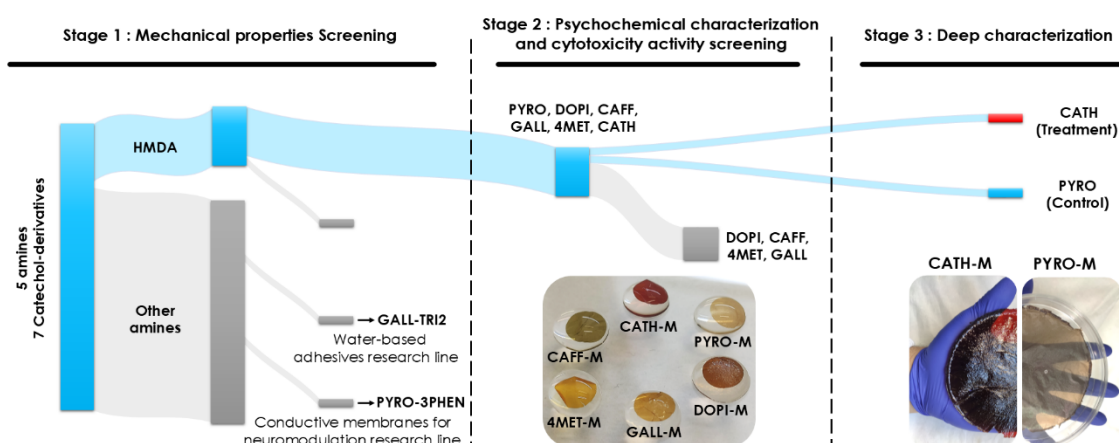 Stage 1 : Mechanical properties Screening
Stage 2 : Psychochemical characterization
and cytotoxicity activity screening
Stage 3 : Deep characterization
5 amines
7 Catechol-derivatives
HMDA
Other
amines
GALL-TRI2
Water-based
adhesives research line
PYRO-3PHEN
Conductive membranes for
neuromodulation research line
PYRO, DOPI, CAFF,
GALL, 4MET, CATH
DOPI, CAFF,
4MET, GALL
CATH-M
CAFF-M
PYRO-M
4MET-M
GALL-M
DOPI-M
CATH
(Treatment)
PYRO
(Control)
CATH-M
PYRO-M